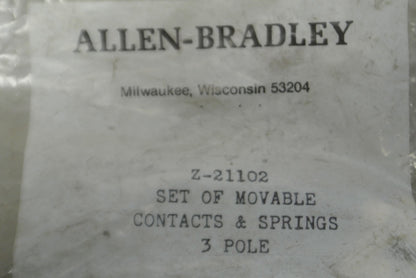 ALLEN-BRADLEY
Milwaukee, Wisconsin 53204
Z-21102
SET OF MOVABLE
CONTACTS & SPRINGS
3 POLE